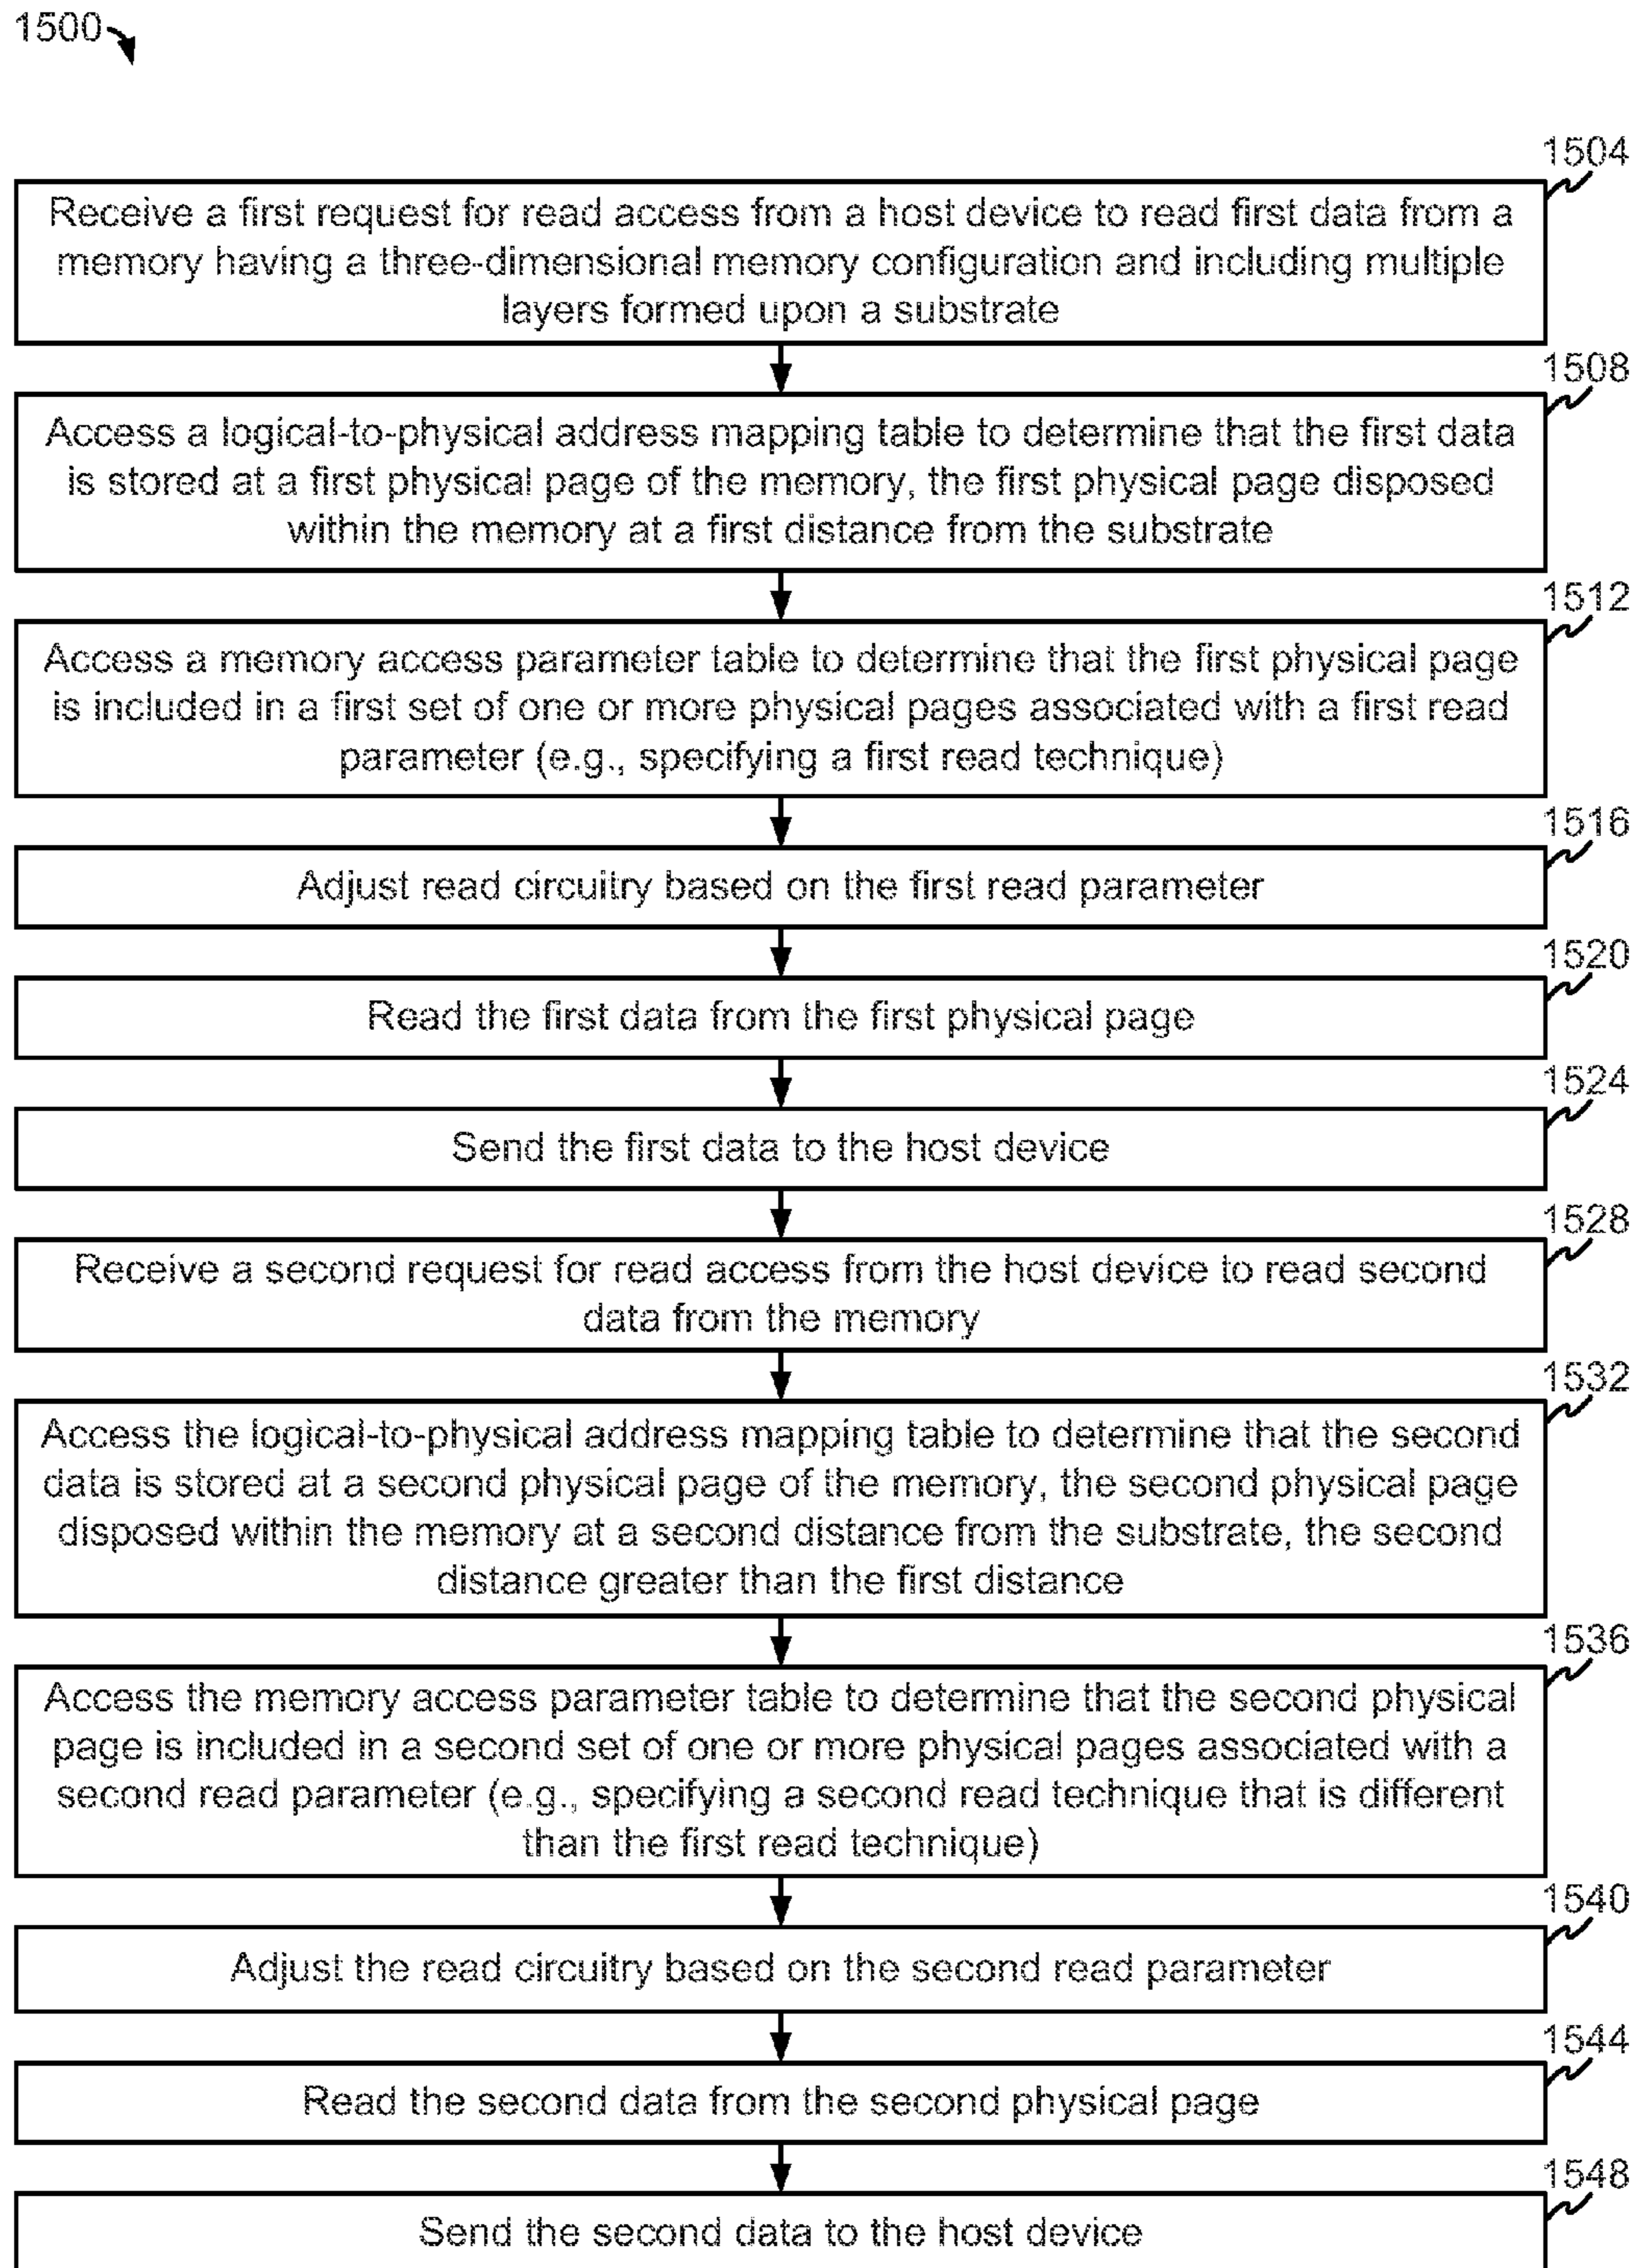 1500
1504
Receive a first request for read access from a host device to read first data from a
memory having a three-dimensional memory configuration and including multiple
layers formed upon a substrate
1508
Access a logical-to-physical address mapping table to determine that the first data
is stored at a first physical page of the memory, the first physical page disposed
within the memory at a first distance from the substrate
1512
Access a memory access parameter table to determine that the first physical page
is included in a first set of one or more physical pages associated with a first read
parameter (e.g., specifying a first read technique)
1516
Adjust read circuitry based on the first read parameter
1520
Read the first data from the first physical page
1524
Send the first data to the host device
1528
Receive a second request for read access from the host device to read second
data from the memory
1532
Access the logical-to-physical address mapping table to determine that the second
data is stored at a second physical page of the memory, the second physical page
disposed within the memory at a second distance from the substrate, the second
distance greater than the first distance
1536
Access the memory access parameter table to determine that the second physical
page is included in a second set of one or more physical pages associated with a
second read parameter (e.g., specifying a second read technique that is different
than the first read technique)
1540
Adjust the read circuitry based on the second read parameter
1544
Read the second data from the second physical page
1548
Send the second data to the host device